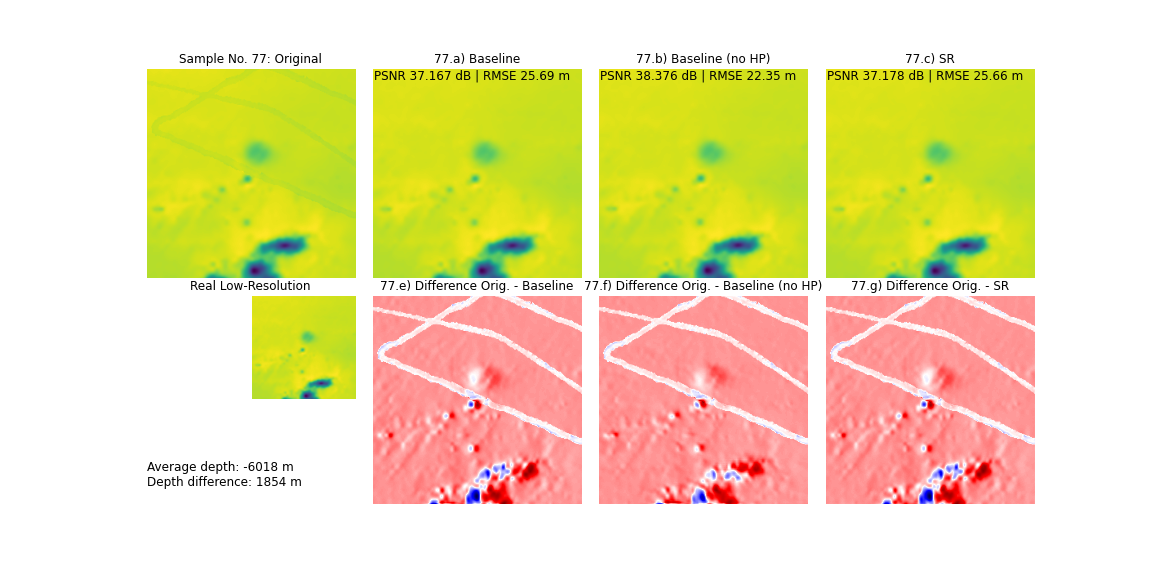 Sample No. 77: Original
77.a) Baseline
77.b) Baseline (no HP)
77.c) SR
PSNR 37.167 dB | RMSE 25.69 m
PSNR 38.376 dB | RMSE 22.35 m
PSNR 37.178 dB | RMSE 25.66 m
Real Low-Resolution
77.e) Difference Orig. - Baseline
77.f) Difference Orig. - Baseline (no HP)
77.g) Difference Orig. - SR
Average depth: -6018 m
Depth difference: 1854 m